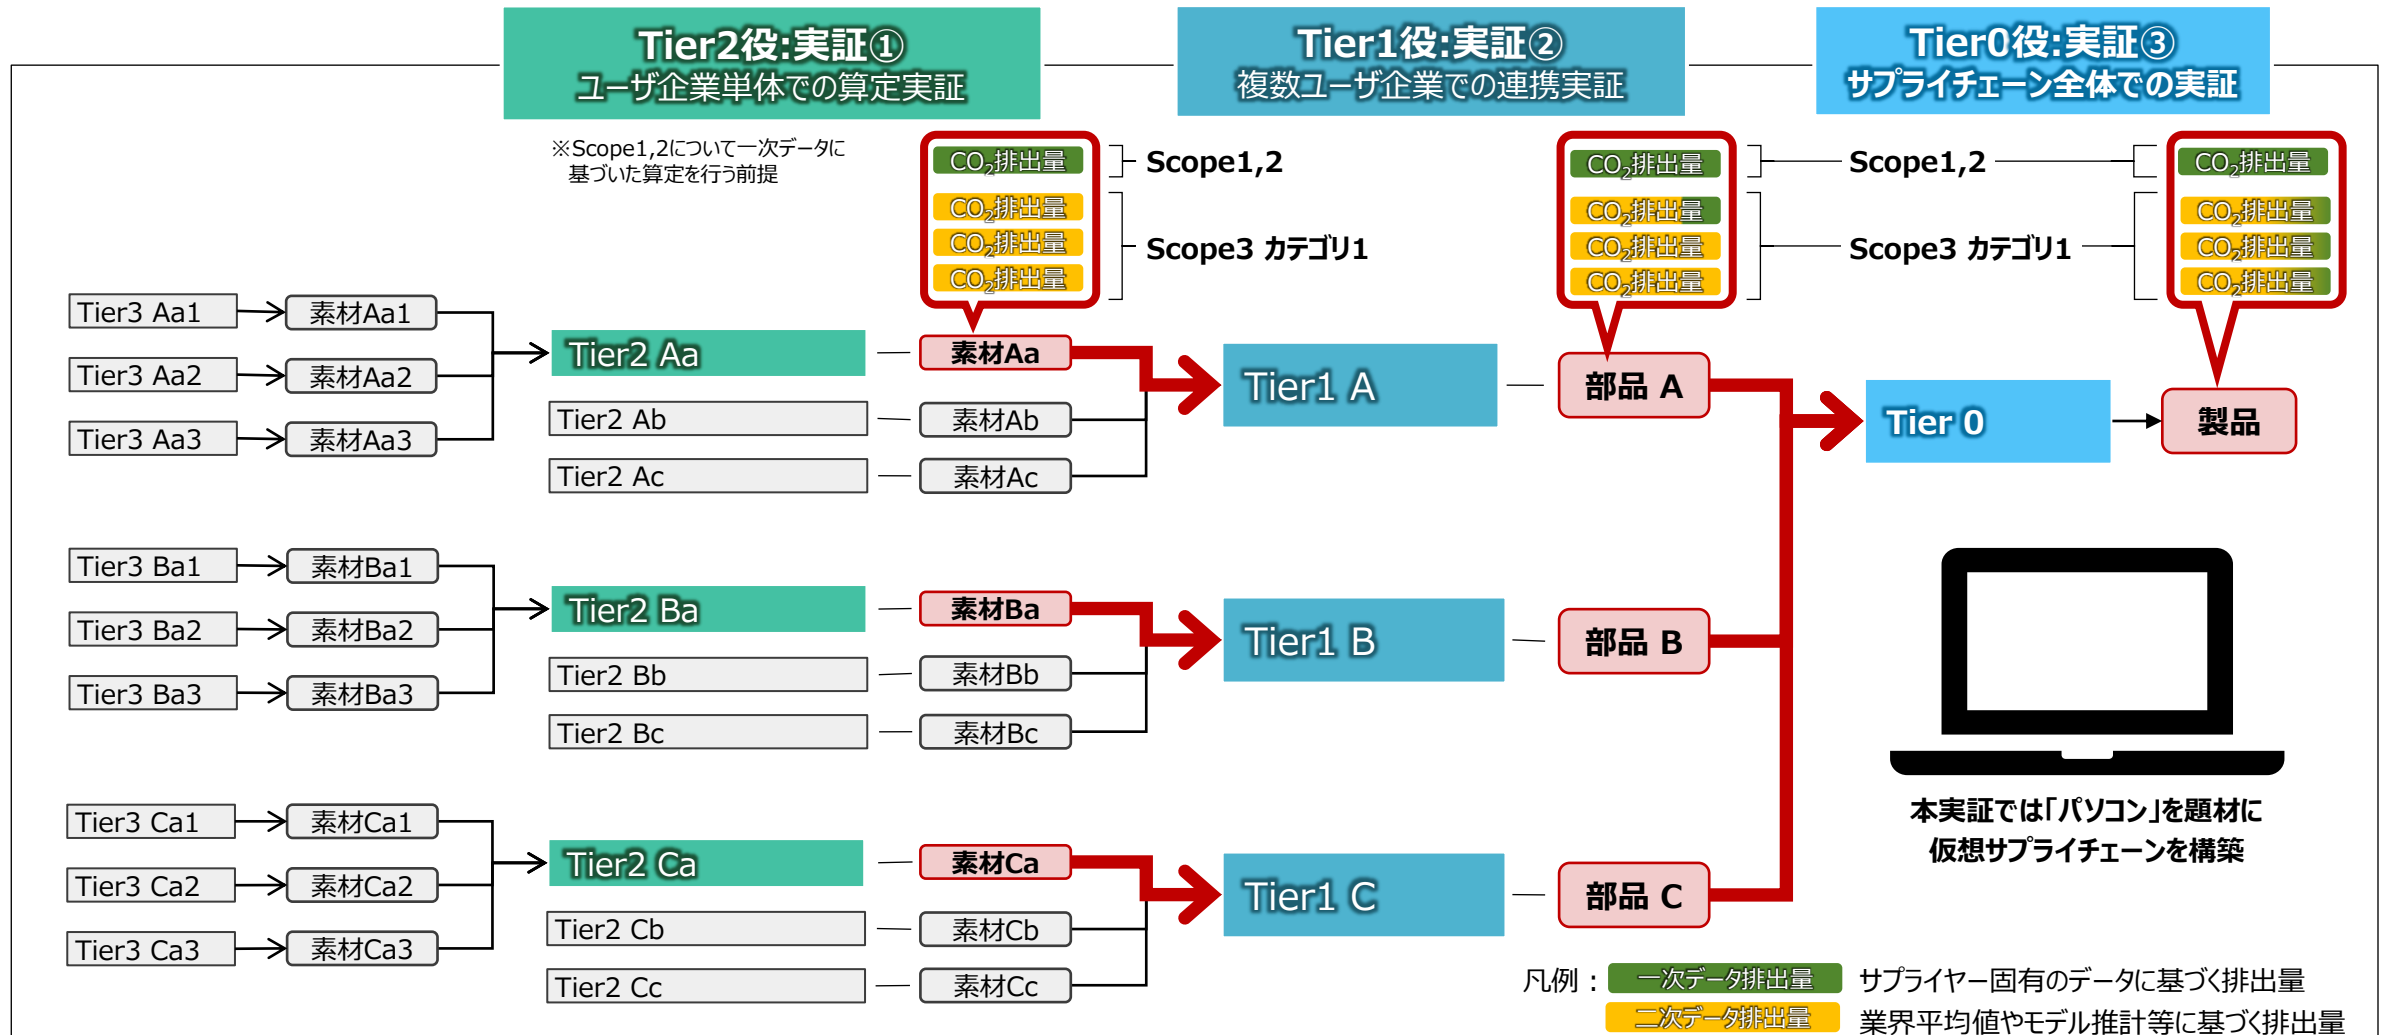 Tier2役:実証①
ユーザ企業単体での算定実証
Tier1役:実証②
複数ユーザ企業での連携実証
Tier0役:実証③
サプライチェーン全体での実証
※Scope1,2について一次データに
基づいた算定を行う前提
CO2排出量
CO2排出量
CO2排出量
CO2排出量
Scope1,2
Scope3 カテゴリ1
CO2排出量
CO2排出量
CO2排出量
CO2排出量
Scope1,2
Scope3 カテゴリ1
CO2排出量
CO2排出量
CO2排出量
CO2排出量
Tier3 Aa1
素材Aa1
Tier3 Aa2
素材Aa2
Tier3 Aa3
素材Aa3
Tier2 Aa
素材Aa
Tier2 Ab
素材Ab
Tier2 Ac
素材Ac
Tier1 A
部品 A
Tier 0
製品
Tier3 Ba1
素材Ba1
Tier3 Ba2
素材Ba2
Tier3 Ba3
素材Ba3
Tier2 Ba
素材Ba
Tier2 Bb
素材Bb
Tier2 Bc
素材Bc
Tier1 B
部品 B
Tier3 Ca1
素材Ca1
Tier3 Ca2
素材Ca2
Tier3 Ca3
素材Ca3
Tier2 Ca
素材Ca
Tier2 Cb
素材Cb
Tier2 Cc
素材Cc
Tier1 C
部品 C
本実証では「パソコン」を題材に
仮想サプライチェーンを構築
凡例：一次データ排出量 サプライヤー固有のデータに基づく排出量
二次データ排出量 業界平均値やモデル推計等に基づく排出量